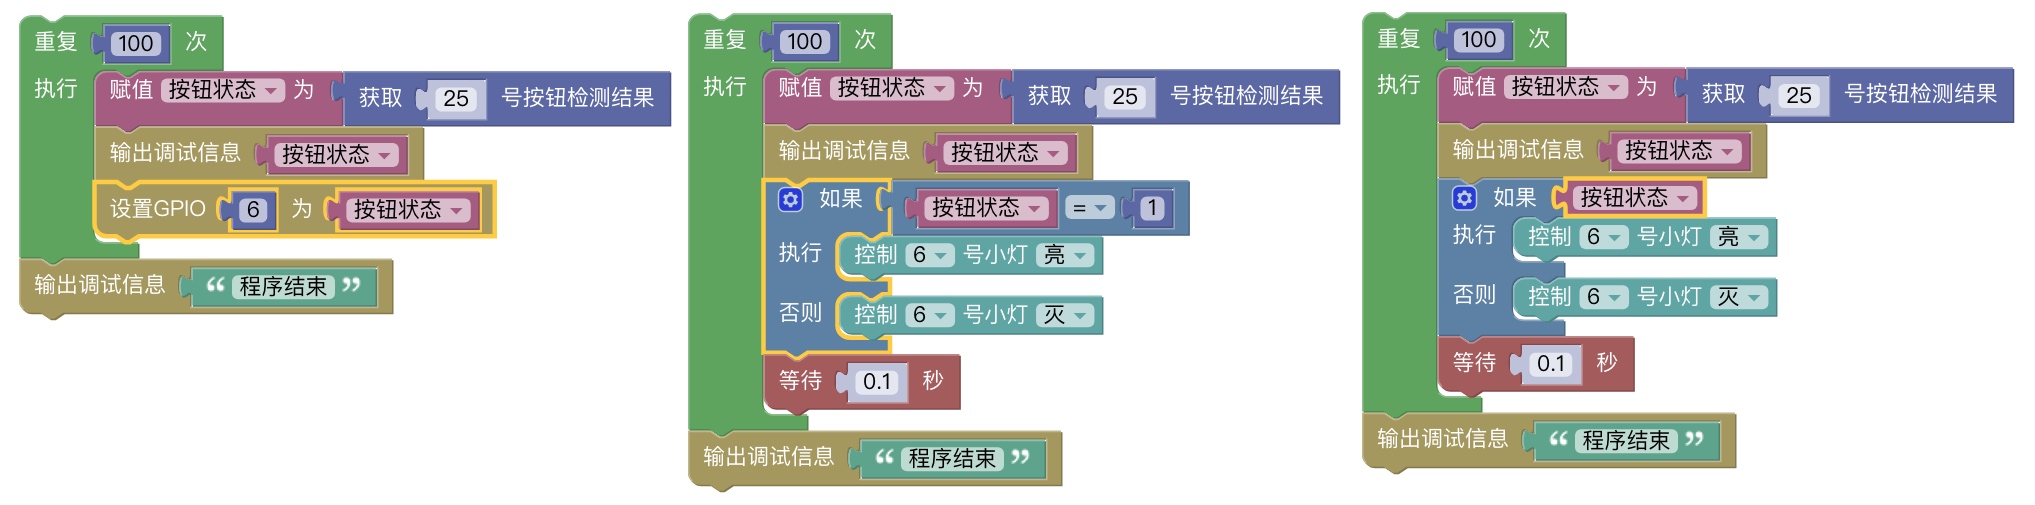 重复 100 次
执行 赋值 按钮状态 为 获取 25 号按钮检测结果
输出调试信息 按钮状态
设置GPIO 6 为 按钮状态
输出调试信息 “ 程序结束 ”
重复 100 次
执行 赋值 按钮状态 为 获取 25 号按钮检测结果
输出调试信息 按钮状态
如果 按钮状态 = 1
执行 控制 6 号小灯 亮
否则 控制 6 号小灯 灭
等待 0.1 秒
输出调试信息 “ 程序结束 ”
重复 100 次
执行 赋值 按钮状态 为 获取 25 号按钮检测结果
输出调试信息 按钮状态
如果 按钮状态
执行 控制 6 号小灯 亮
否则 控制 6 号小灯 灭
等待 0.1 秒
输出调试信息 “ 程序结束 ”